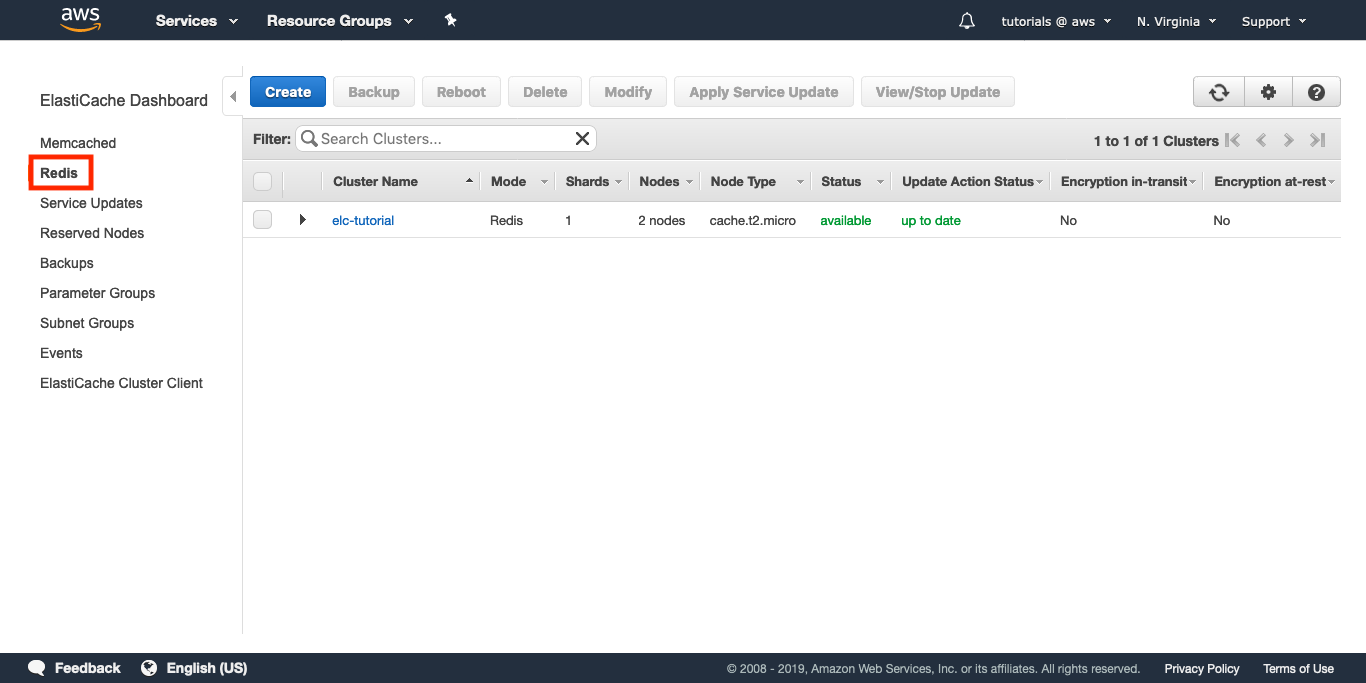 aws Services Resource Groups tutorials @ aws N. Virginia Support
ElastiCache Dashboard
Memcached
Redis
Service Updates
Reserved Nodes
Backups
Parameter Groups
Subnet Groups
Events
ElastiCache Cluster Client
Create Backup Reboot Delete Modify Apply Service Update View/Stop Update
Filter: Search Clusters... 1 to 1 of 1 Clusters
Cluster Name Mode Shards Nodes Node Type Status Update Action Status Encryption in-transit Encryption at-rest
elc-tutorial Redis 1 2 nodes cache.t2.micro available up to date No No
Feedback English (US) © 2008 - 2019, Amazon Web Services, Inc. or its affiliates. All rights reserved. Privacy Policy Terms of Use